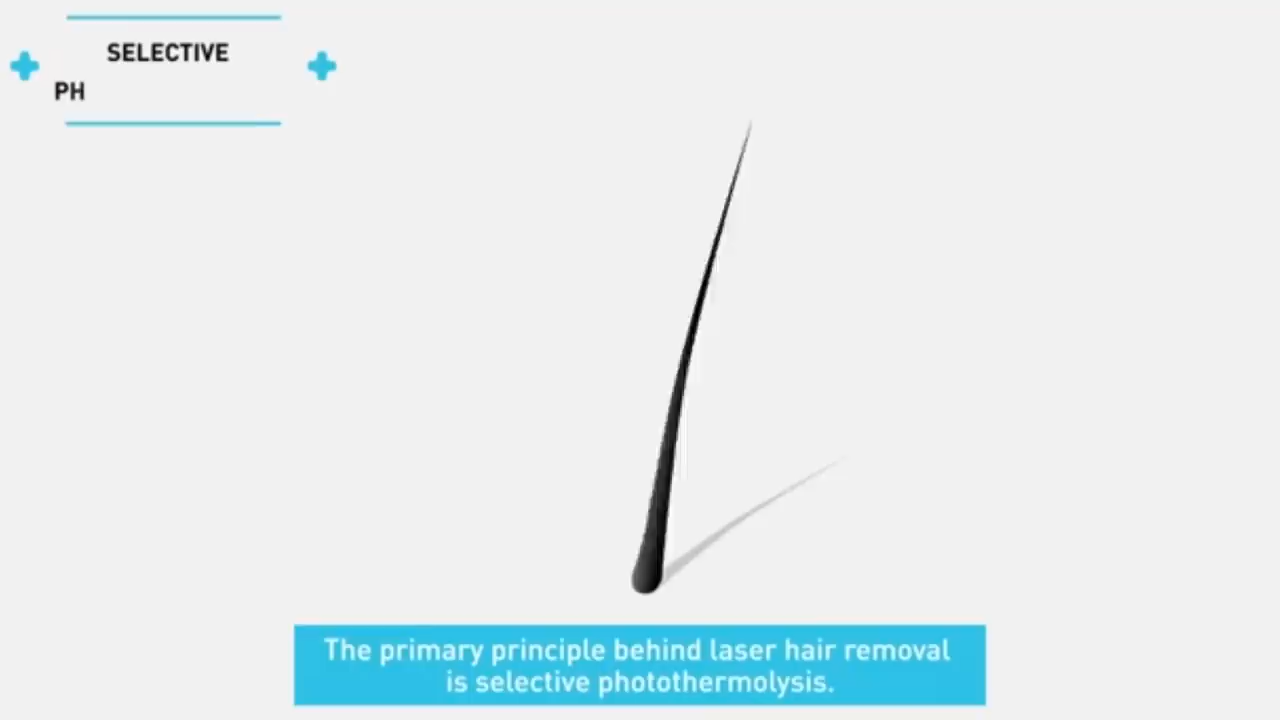 SELECTIVE
PH
The primary principle behind laser hair removal
is selective photothermolysis.